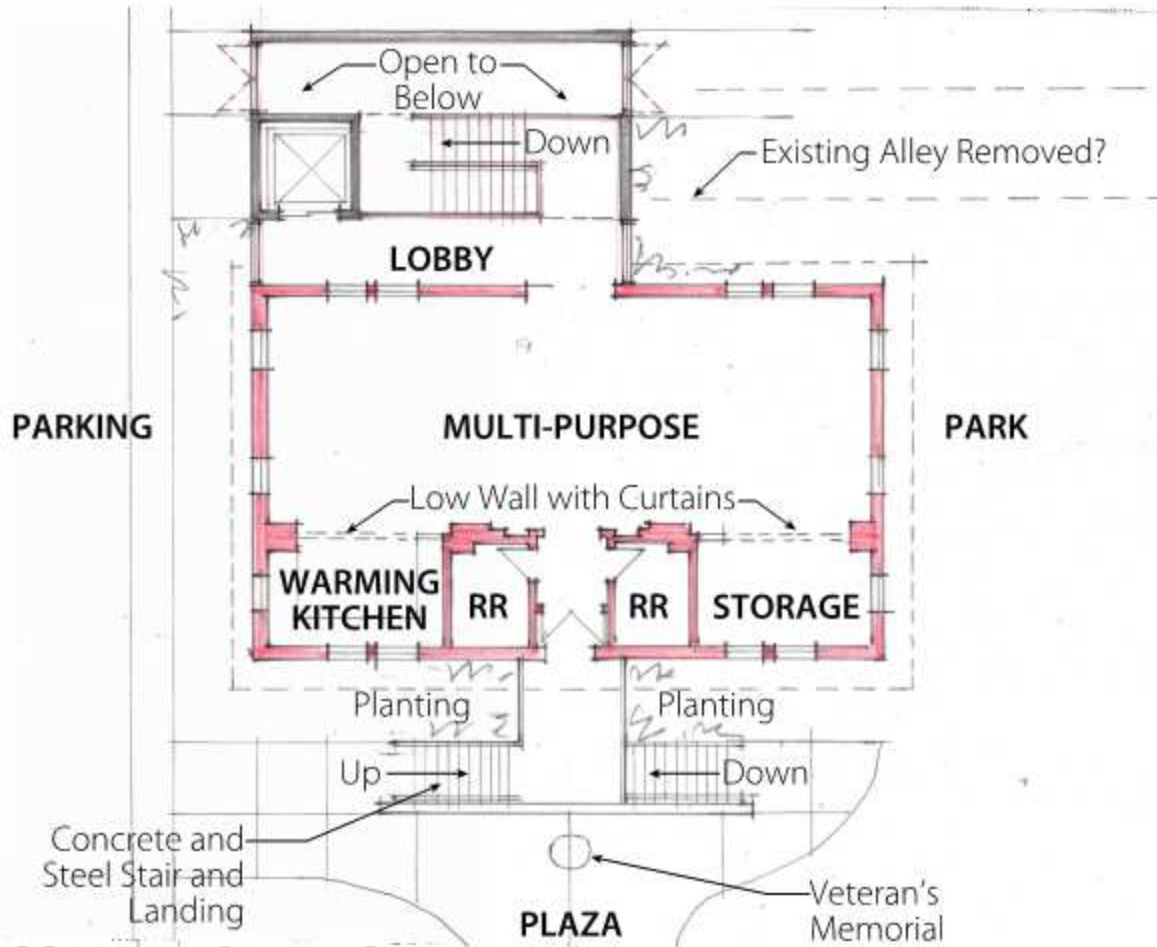 Open to
Below
Down
Existing Alley Removed?
LOBBY
PARKING
MULTI-PURPOSE
PARK
Low Wall with Curtains
WARMING
KITCHEN
RR
RR
STORAGE
Planting
Planting
Up
Down
Concrete and
Steel Stair and
Landing
Veteran's
Memorial
PLAZA